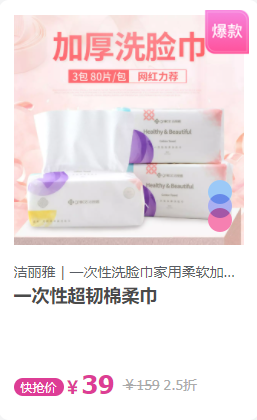 爆款
加厚洗脸巾
3包 80片/包 网红力荐
Healthy & Beautiful
Healthy & Beautiful
洁丽雅 | 一次性洗脸巾家用柔软加...
一次性超韧棉柔巾
快抢价 ¥39 ¥159 2.5折